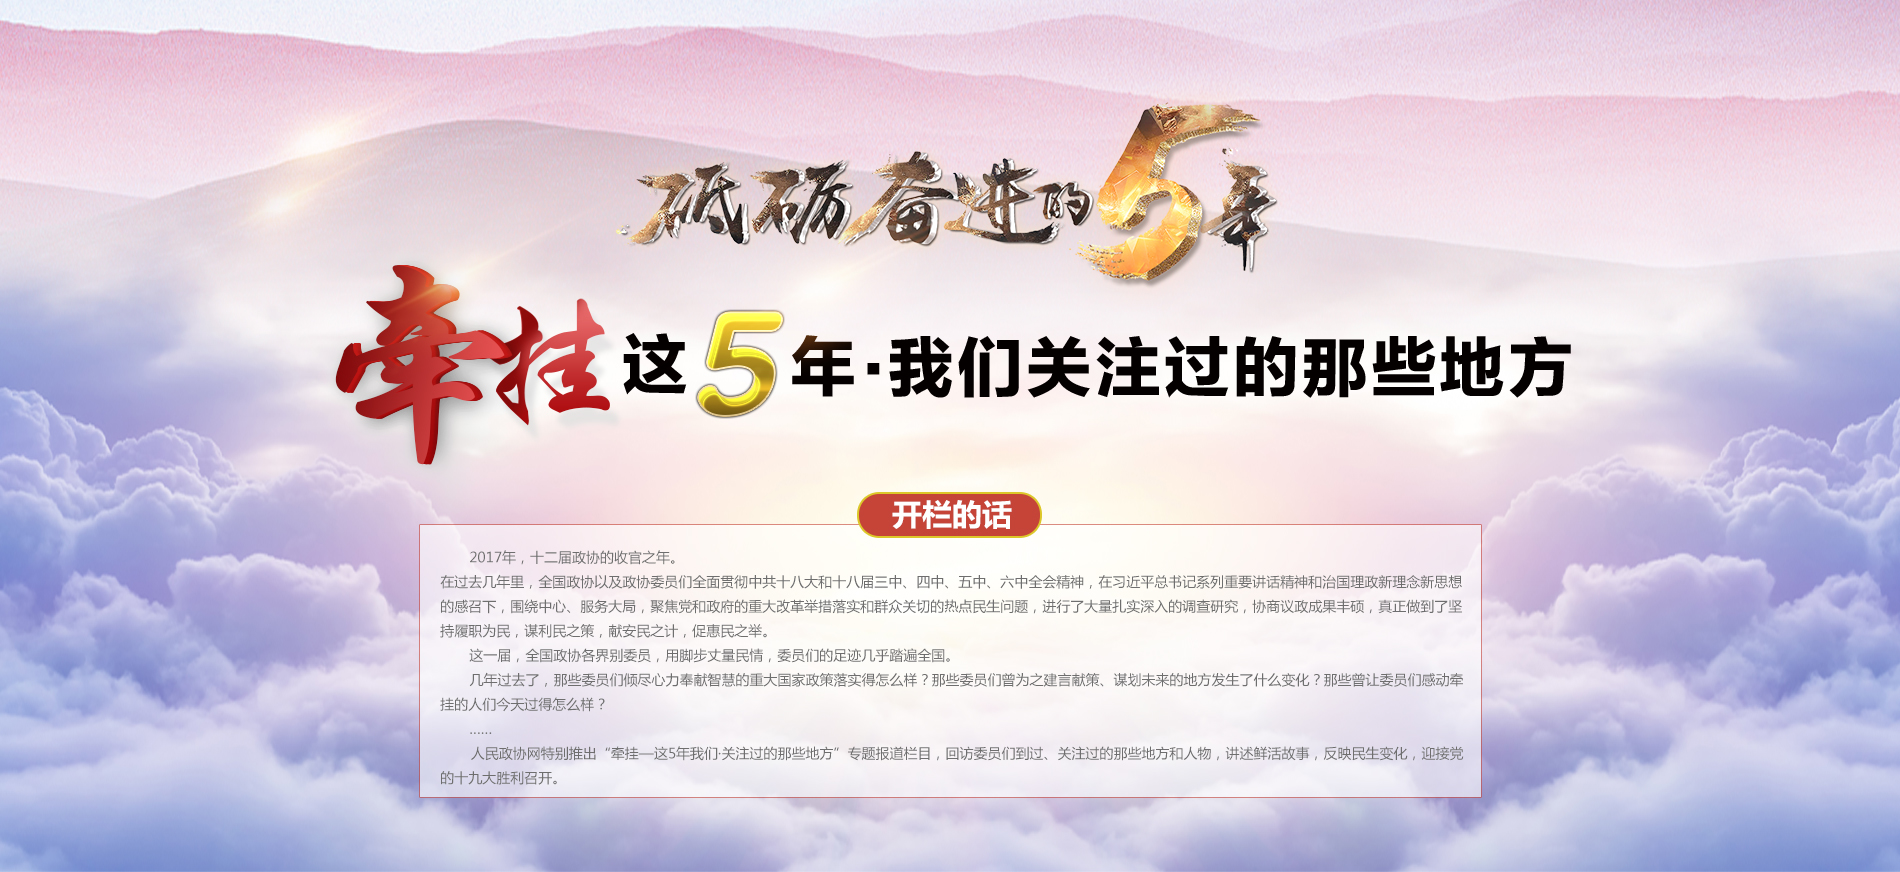 砥砺奋进的5年
牵挂这5年·我们关注过的那些地方
开栏的话
2017年，十二届政协的收官之年。
在过去几年里，全国政协以及政协委员们全面贯彻中共十八大和十八届三中、四中、五中、六中全会精神，在习近平总书记系列重要讲话精神和治国理政新理念新思想
的感召下，围绕中心、服务大局，聚焦党和政府的重大改革举措落实和群众关切的热点民生问题，进行了大量扎实深入的调查研究，协商议政成果丰硕，真正做到了坚
持履职为民，谋利民之策，献安民之计，促惠民之举。
这一届，全国政协各界别委员，用脚步丈量民情，委员们的足迹几乎踏遍全国。
几年过去了，那些委员们倾尽心力奉献智慧的重大国家政策落实得怎么样？那些委员们曾为之建言献策、谋划未来的地方发生了什么变化？那些曾让委员们感动牵
挂的人们今天过得怎么样？
……
人民政协网特别推出“牵挂—这5年我们·关注过的那些地方”专题报道栏目，回访委员们到过、关注过的那些地方和人物，讲述鲜活故事，反映民生变化，迎接党
的十九大胜利召开。